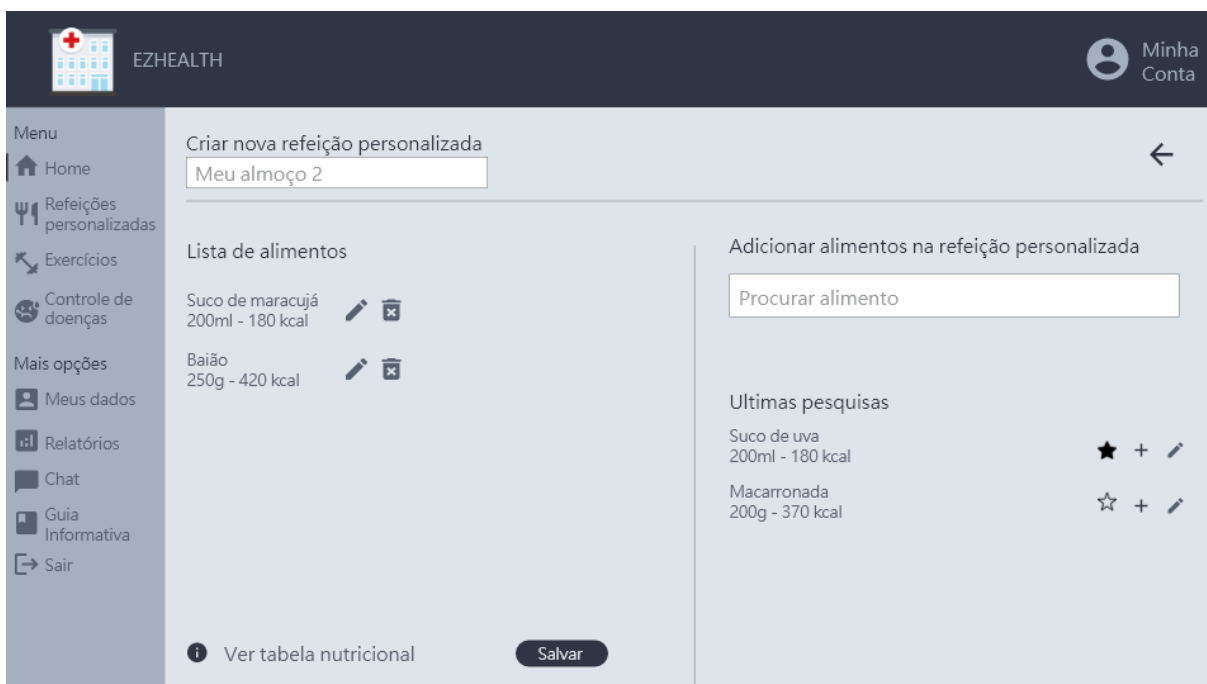 EZHEALTH
Minha
Conta
Menu
Home
Refeições
personalizadas
Exercícios
Controle de
doenças
Mais opções
Meus dados
Relatórios
Chat
Guia
Informativa
Sair
Criar nova refeição personalizada
Meu almoço 2
Lista de alimentos
Suco de maracujá
200ml - 180 kcal
Baião
250g - 420 kcal
Ver tabela nutricional
Salvar
Adicionar alimentos na refeição personalizada
Procurar alimento
Ultimas pesquisas
Suco de uva
200ml - 180 kcal
Macarronada
200g - 370 kcal